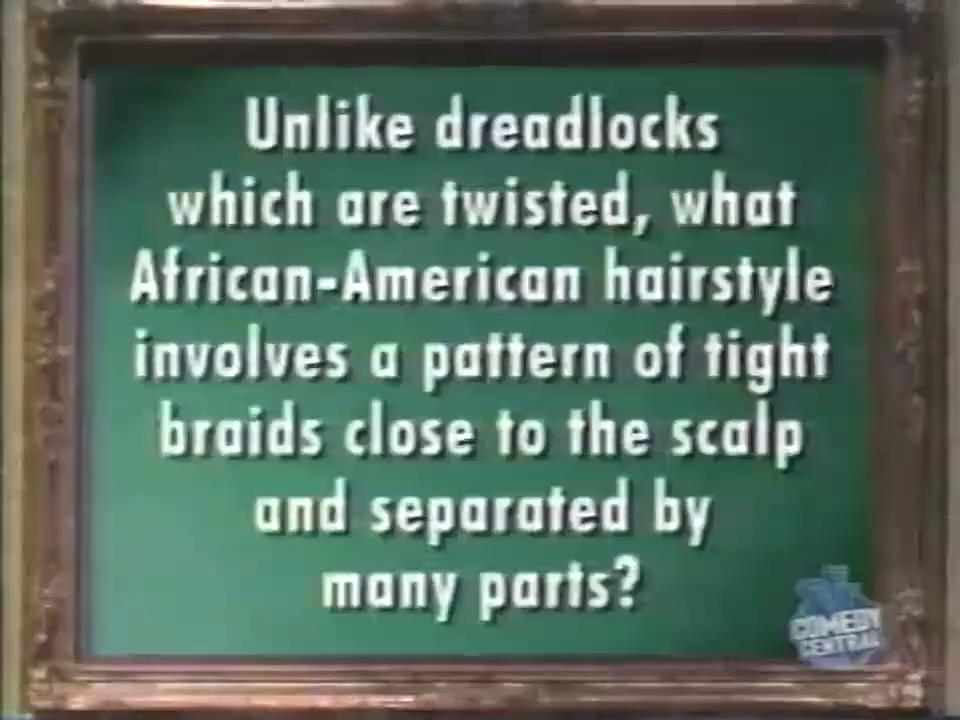 Unlike dreadlocks
which are twisted, what
African-American hairstyle
involves a pattern of tight
braids close to the scalp
and separated by
many parts?
COMEDY
CENTRAL